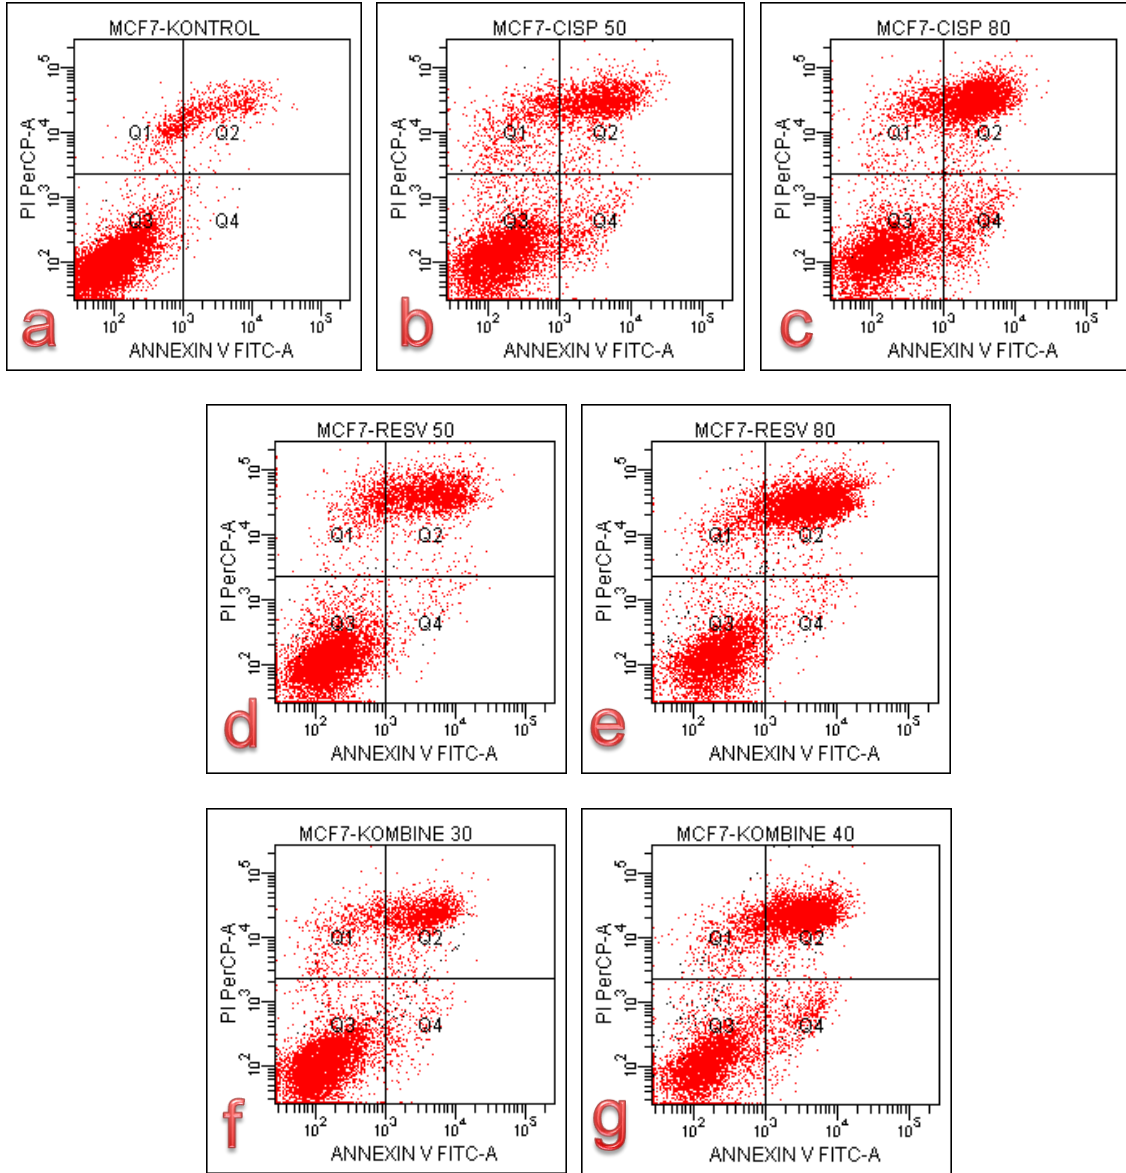 MCF7-KONTROL
PI PerCP-A
10^5
10^4
10^3
10^2
Q1
Q2
Q3
Q4
10^2
10^3
10^4
10^5
ANNEXIN V FITC-A
a
MCF7-CISP 50
PI PerCP-A
10^5
10^4
10^3
10^2
Q1
Q2
Q3
Q4
10^2
10^3
10^4
10^5
ANNEXIN V FITC-A
b
MCF7-CISP 80
PI PerCP-A
10^5
10^4
10^3
10^2
Q1
Q2
Q3
Q4
10^2
10^3
10^4
10^5
ANNEXIN V FITC-A
c
MCF7-RESV 50
PI PerCP-A
10^5
10^4
10^3
10^2
Q1
Q2
Q3
Q4
10^2
10^3
10^4
10^5
ANNEXIN V FITC-A
d
MCF7-RESV 80
PI PerCP-A
10^5
10^4
10^3
10^2
Q1
Q2
Q3
Q4
10^2
10^3
10^4
10^5
ANNEXIN V FITC-A
e
MCF7-KOMBINE 30
PI PerCP-A
10^5
10^4
10^3
10^2
Q1
Q2
Q3
Q4
10^2
10^3
10^4
10^5
ANNEXIN V FITC-A
f
MCF7-KOMBINE 40
PI PerCP-A
10^5
10^4
10^3
10^2
Q1
Q2
Q3
Q4
10^2
10^3
10^4
10^5
ANNEXIN V FITC-A
g